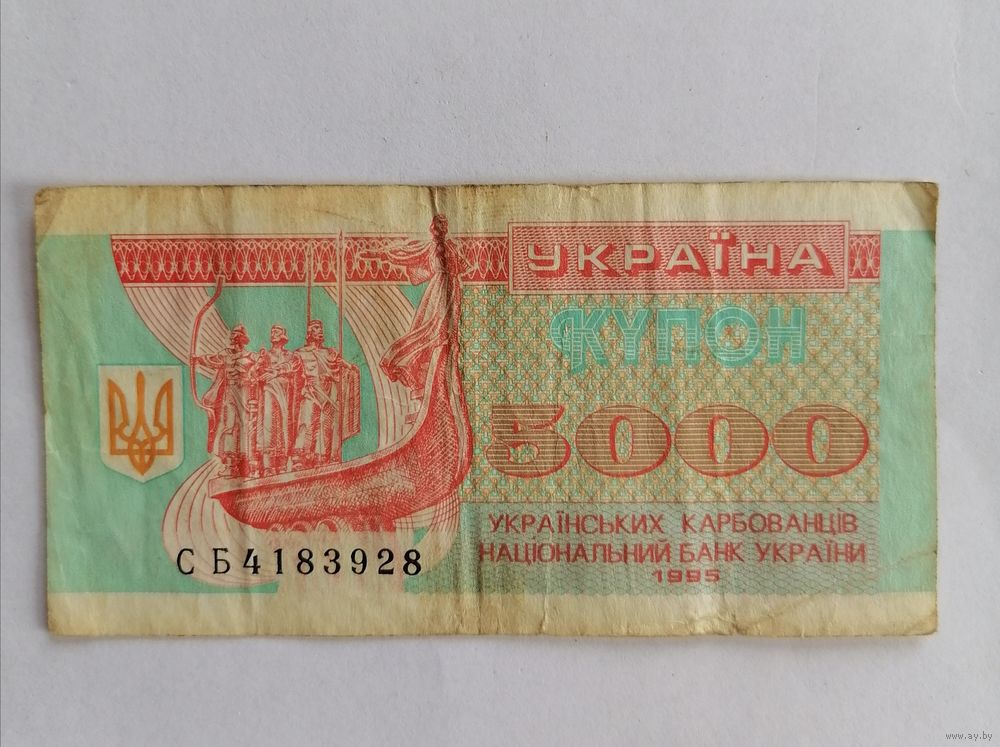 УКРАЇНА
КУПОН
5000
УКРАЇНСЬКИХ КАРБОВАНЦІВ
НАЦІОНАЛЬНИЙ БАНК УКРАЇНИ
1995
СБ4183928
www.ay.by